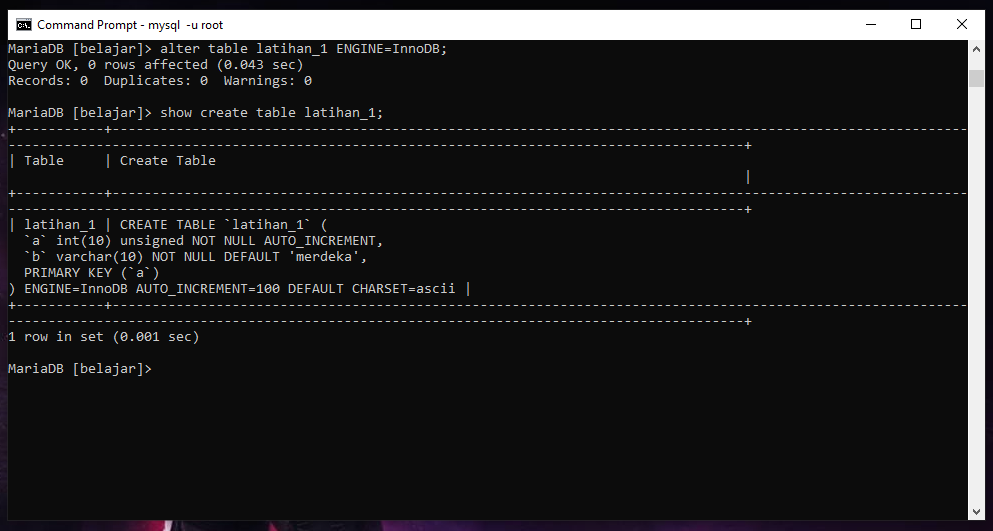 Command Prompt - mysql  -u root
MariaDB [belajar]> alter table latihan_1 ENGINE=InnoDB;
Query OK, 0 rows affected (0.043 sec)
Records: 0  Duplicates: 0  Warnings: 0
MariaDB [belajar]> show create table latihan_1;
+-----------+-----------------------------------------------------------------------------------------------------------
--------------------------------------------------------------------------------------------+
| Table     | Create Table
                                                                                            |
+-----------+-----------------------------------------------------------------------------------------------------------
--------------------------------------------------------------------------------------------+
| latihan_1 | CREATE TABLE `latihan_1` (
  `a` int(10) unsigned NOT NULL AUTO_INCREMENT,
  `b` varchar(10) NOT NULL DEFAULT 'merdeka',
  PRIMARY KEY (`a`)
) ENGINE=InnoDB AUTO_INCREMENT=100 DEFAULT CHARSET=ascii |
+-----------+-----------------------------------------------------------------------------------------------------------
--------------------------------------------------------------------------------------------+
1 row in set (0.001 sec)
MariaDB [belajar]>